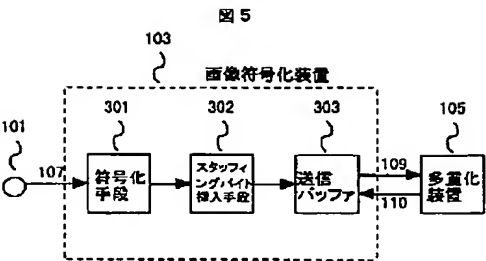 図5
103
画像符号化装置
301
302
303
105
101
107
符号化
手段
スタッフィ
ングバイト
挿入手段
送信
バッファ
109
110
多重化
装置